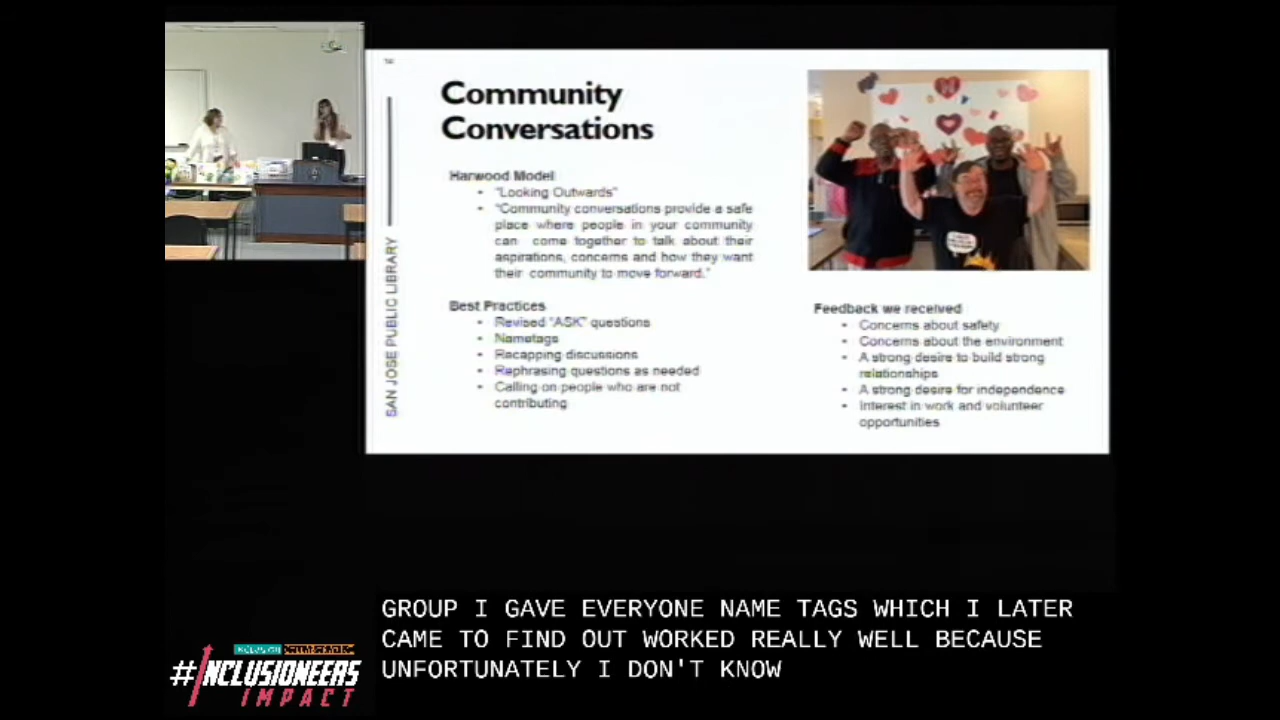 Community
Conversations
Harwood Model
• "Looking Outwards"
• "Community conversations provide a safe
place where people in your community
can come together to talk about their
aspirations, concerns and how they want
their community to move forward."
Best Practices
• Revised "ASK" questions
• Nametags
• Recapping discussions
• Rephrasing questions as needed
• Calling on people who are not
contributing
SAN JOSE PUBLIC LIBRARY
Feedback we received
• Concerns about safety
• Concerns about the environment
• A strong desire to build strong
relationships
• A strong desire for independence
• Interest in work and volunteer
opportunities
GROUP I GAVE EVERYONE NAME TAGS WHICH I LATER
CAME TO FIND OUT WORKED REALLY WELL BECAUSE
UNFORTUNATELY I DON'T KNOW
#INCLUSIONEERS
IMPACT